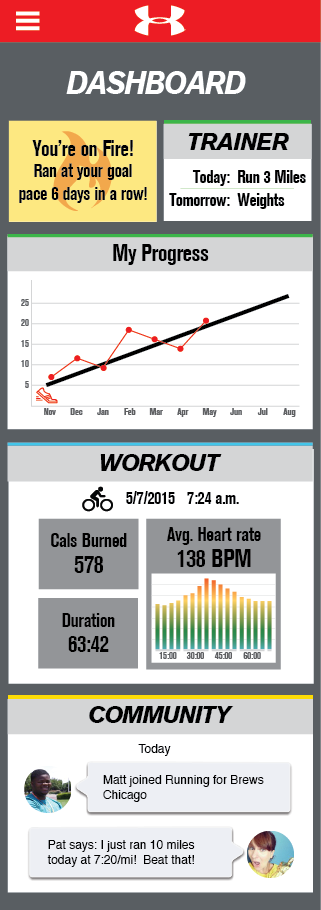 DASHBOARD
You're on Fire!
Ran at your goal
pace 6 days in a row!
TRAINER
Today: Run 3 Miles
Tomorrow: Weights
My Progress
25
20
15
10
5
Nov Dec Jan Feb Mar Apr May Jun Jul Aug
WORKOUT
5/7/2015 7:24 a.m.
Cals Burned
578
Avg. Heart rate
138 BPM
Duration
63:42
15:00 30:00 45:00 60:00
COMMUNITY
Today
Matt joined Running for Brews
Chicago
Pat says: I just ran 10 miles
today at 7:20/mi! Beat that!